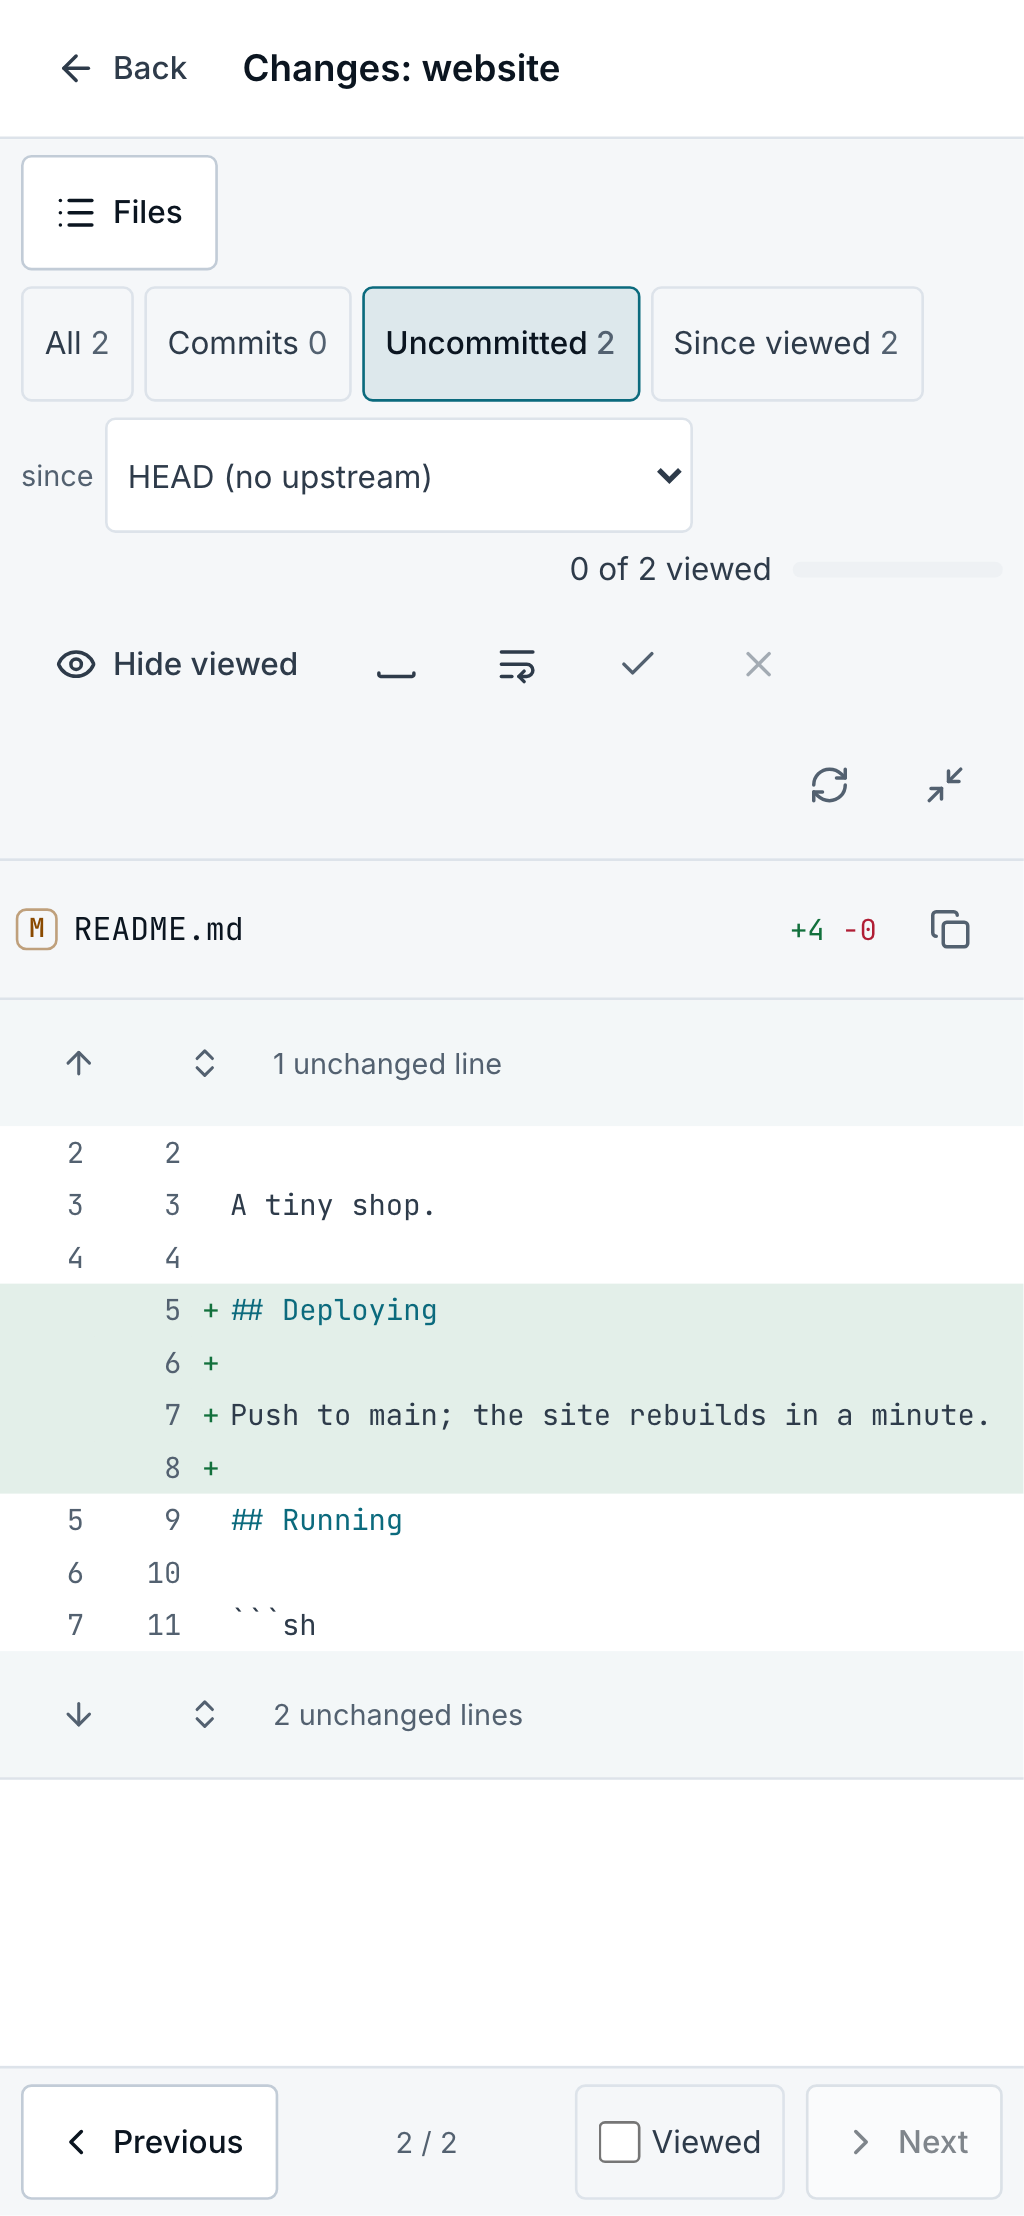 Back Changes: website
Files
All 2 Commits 0 Uncommitted 2 Since viewed 2
since HEAD (no upstream)
0 of 2 viewed
Hide viewed
M README.md +4 -0
1 unchanged line
2 2
3 3 A tiny shop.
4 4
5 + ## Deploying
6 +
7 + Push to main; the site rebuilds in a minute.
8 +
5 9 ## Running
6 10
7 11 ```sh
2 unchanged lines
Previous 2 / 2 Viewed Next